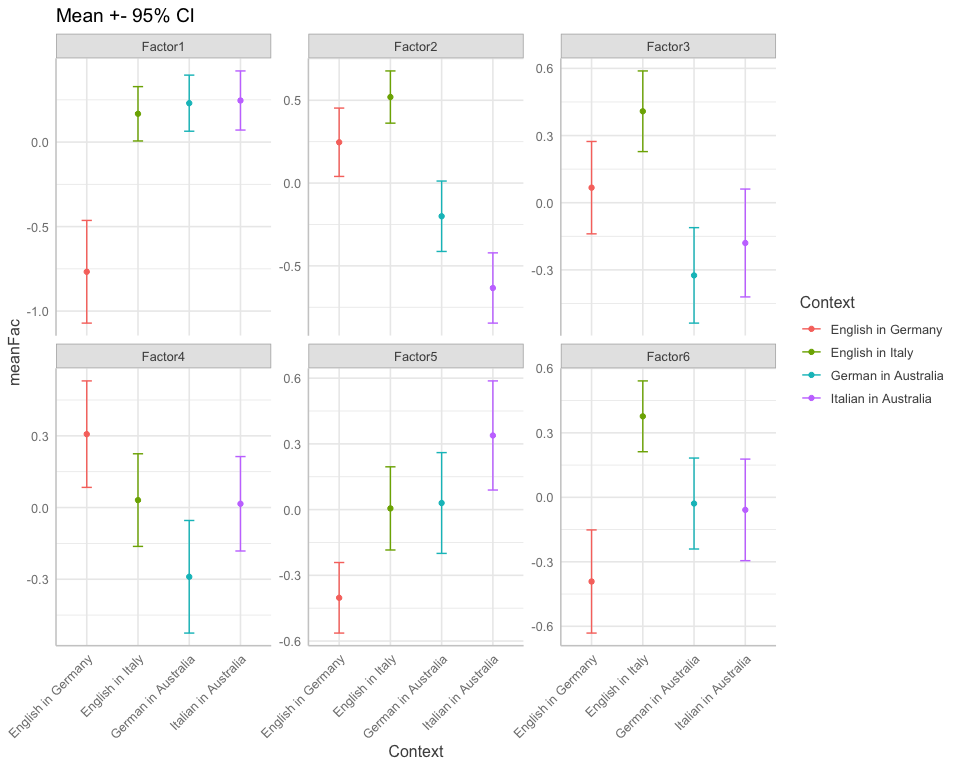 Mean +- 95% CI
Factor1 Factor2 Factor3
0.0
-0.5
-1.0
0.5
0.0
-0.5
0.6
0.3
0.0
-0.3
meanFac
Factor4 Factor5 Factor6
0.3
0.0
-0.3
0.6
0.3
0.0
-0.3
-0.6
0.6
0.3
0.0
-0.3
-0.6
English in Germany
English in Italy
German in Australia
Italian in Australia
English in Germany
English in Italy
German in Australia
Italian in Australia
English in Germany
English in Italy
German in Australia
Italian in Australia
Context
Context
English in Germany
English in Italy
German in Australia
Italian in Australia